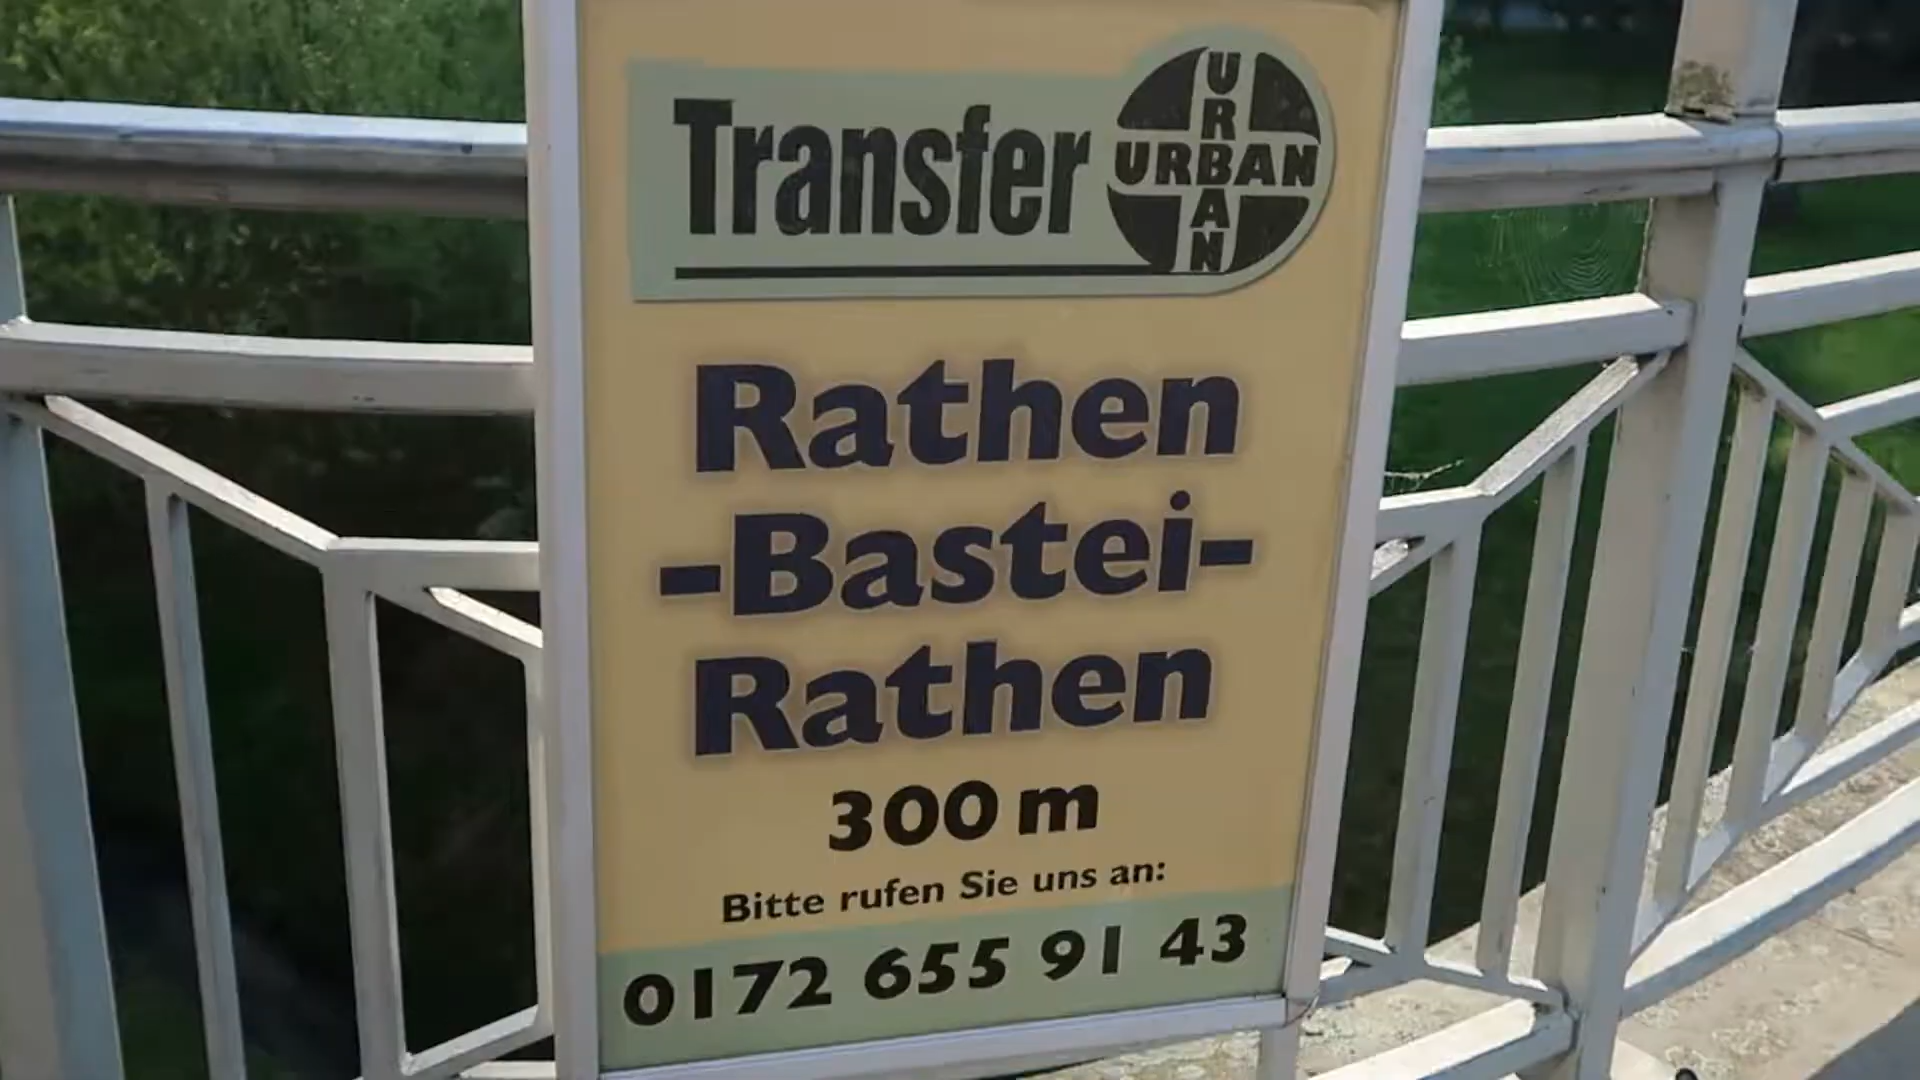 Transfer URBAN
URBAN
Rathen
-Bastei-
Rathen
300 m
Bitte rufen Sie uns an:
0172 655 91 43